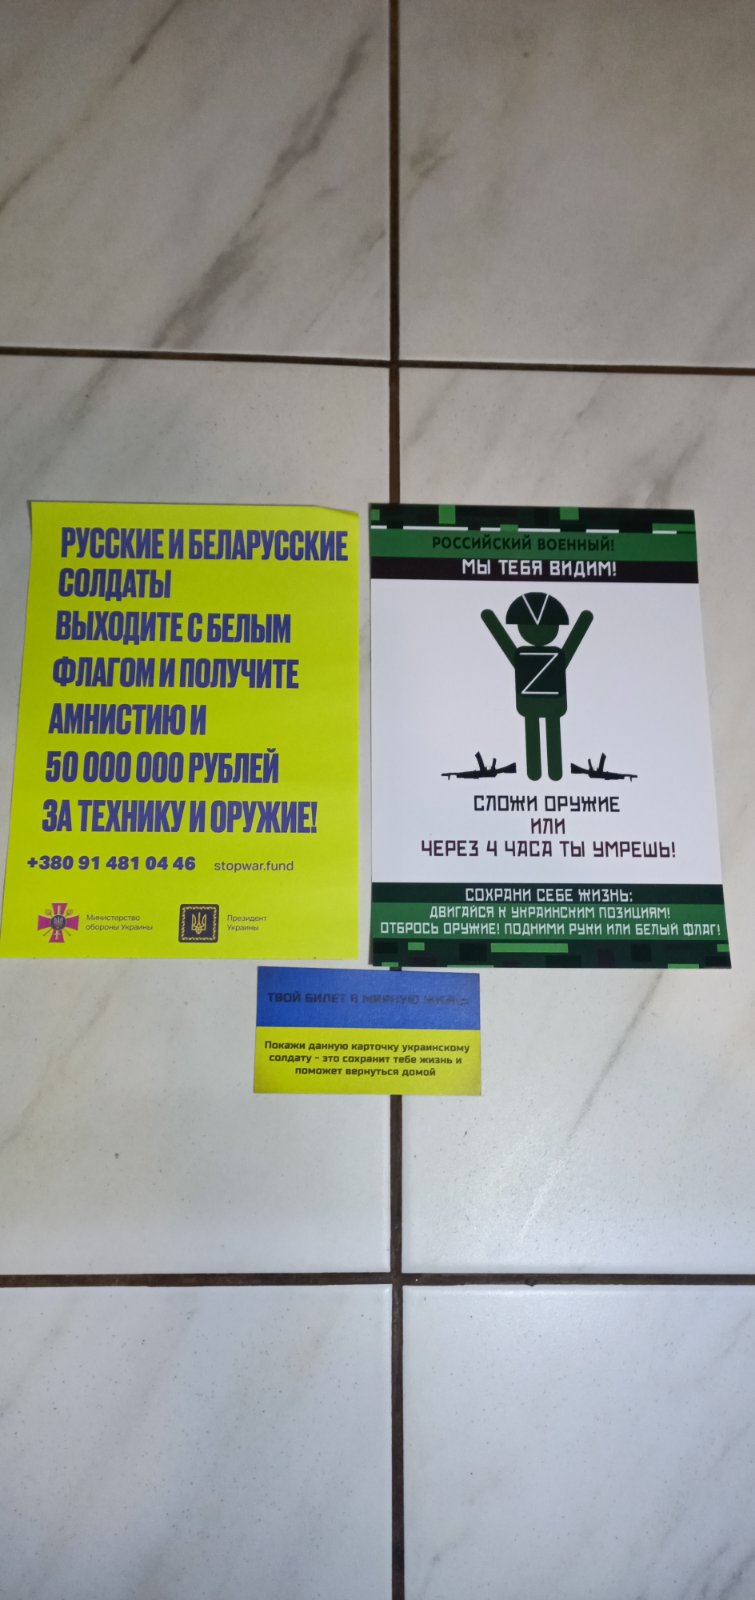 РУССКИЕ И БЕЛАРУССКИЕ
СОЛДАТЫ
ВЫХОДИТЕ С БЕЛЫМ
ФЛАГОМ И ПОЛУЧИТЕ
АМНИСТИЮ И
50 000 000 РУБЛЕЙ
ЗА ТЕХНИКУ И ОРУЖИЕ!
+380 91 481 04 46 stopwar.fund
Министерство
обороны Украины
Президент
Украины
РОССИЙСКИЙ ВОЕННЫЙ!
МЫ ТЕБЯ ВИДИМ!
V
Z
СЛОЖИ ОРУЖИЕ
ИЛИ
ЧЕРЕЗ 4 ЧАСА ТЫ УМРЕШЬ!
СОХРАНИ СЕБЕ ЖИЗНЬ:
ДВИГАЙСЯ К УКРАИНСКИМ ПОЗИЦИЯМ!
ОТБРОСЬ ОРУЖИЕ! ПОДНИМИ РУКИ ИЛИ БЕЛЫЙ ФЛАГ!
ТВОЙ БИЛЕТ В МИРНУЮ ЖИЗНЬ
Покажи данную карточку украинскому
солдату - это сохранит тебе жизнь и
поможет вернуться домой